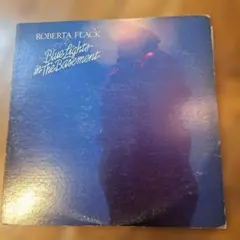 ROBERTA FLACK
Blue Lights
in The Basement